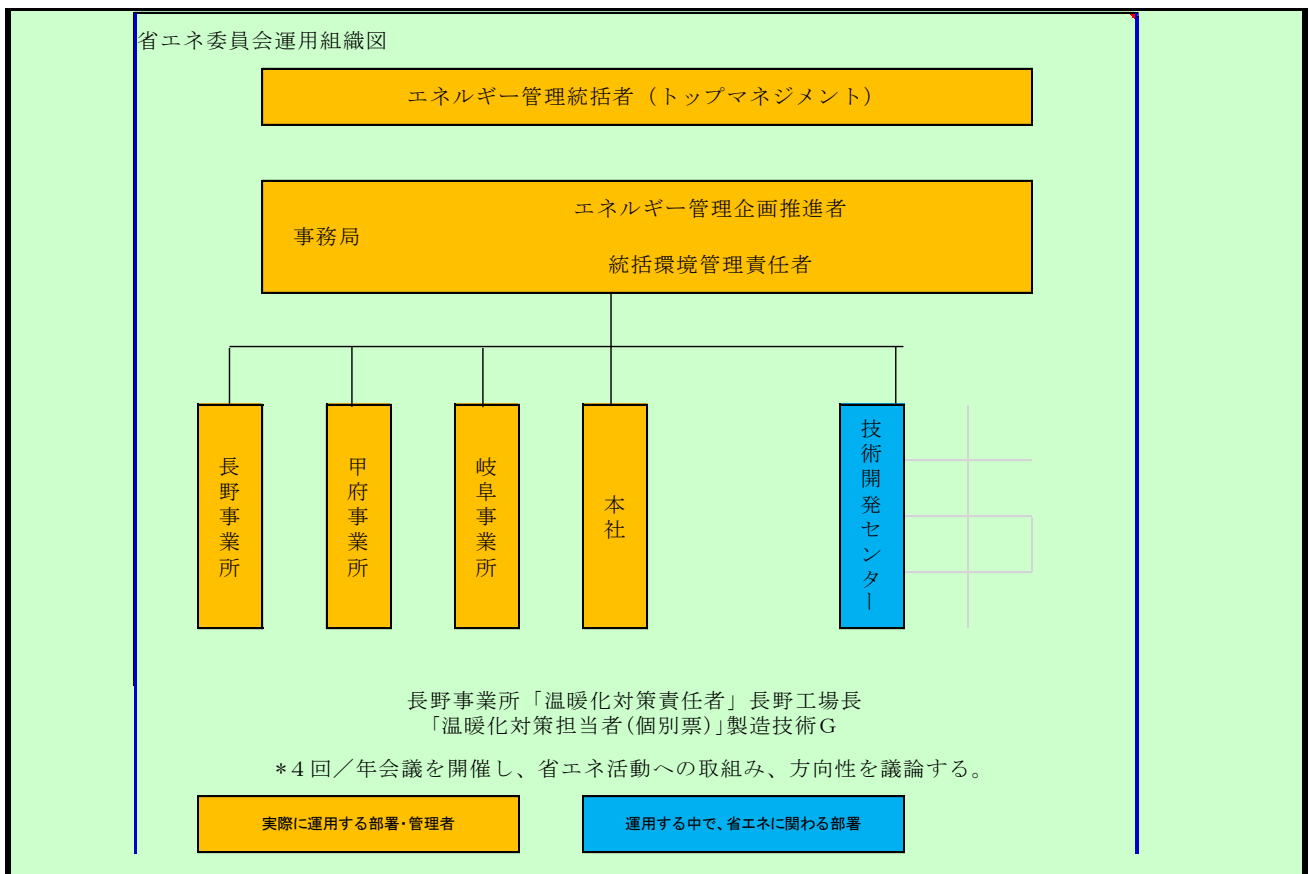 省エネ委員会運用組織図
エネルギー管理統括者（トップマネジメント）
エネルギー管理企画推進者
事務局
統括環境管理責任者
長野事業所
甲府事業所
岐阜事業所
本社
技術開発センター
長野事業所「温暖化対策責任者」長野工場長
「温暖化対策担当者(個別票)」製造技術Ｇ
*４回／年会議を開催し、省エネ活動への取組み、方向性を議論する。
実際に運用する部署・管理者
運用する中で、省エネに関わる部署